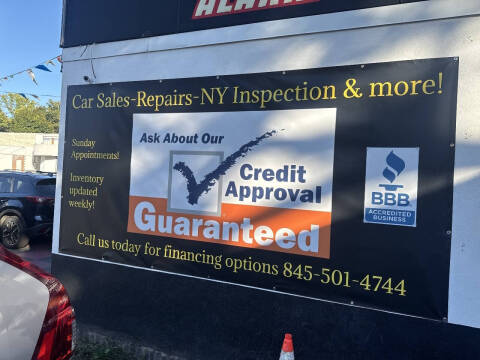 Car Sales-Repairs-NY Inspection & more!
Sunday
Appointments!
Inventory
updated
weekly!
Ask About Our
Credit
Approval
Guaranteed
BBB
ACCREDITED
BUSINESS
Call us today for financing options 845-501-4744